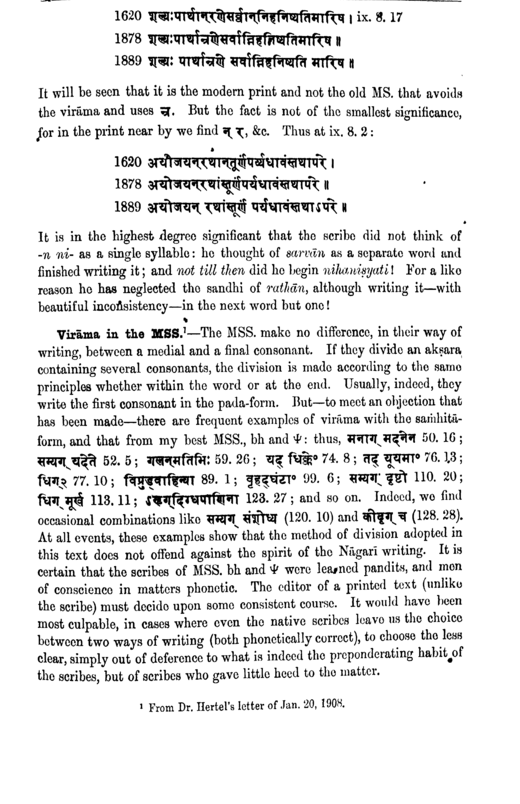 1620 शल्यः पार्थानरणेसर्व्वान्निहनिष्यतिमारिष । ix. 8. 17
1878 शल्यःपार्थान्रणेसर्वान्निहनिष्यतिमारिष ॥
1889 शल्यः पार्थान्रणे सर्वान्निहनिष्यति मारिष ॥
It will be seen that it is the modern print and not the old MS. that avoids
the virāma and uses न्र. But the fact is not of the smallest significance,
for in the print near by we find न् र्, &c. Thus at ix. 8. 2 :
1620 अयोजयन्रथान्तूर्णंपर्य्यधावंस्तथापरे ।
1878 अयोजयन्रथांस्तूर्णंपर्यधावंस्तथापरे ॥
1889 अयोजयन् रथांस्तूर्णं पर्यधावंस्तथाऽपरे ॥
It is in the highest degree significant that the scribe did not think of
-n ni- as a single syllable: he thought of sarvān as a separate word and
finished writing it; and not till then did he begin nihaniṣyati! For a like
reason he has neglected the sandhi of rathān, although writing it—with
beautiful inconsistency—in the next word but one!
Virāma in the MSS.¹—The MSS. make no difference, in their way of
writing, between a medial and a final consonant. If they divide an akṣara
containing several consonants, the division is made according to the same
principles whether within the word or at the end. Usually, indeed, they
write the first consonant in the pada-form. But—to meet an objection that
has been made—there are frequent examples of virāma with the saṁhitā-
form, and that from my best MSS., bh and Ψ: thus, मनाग् मद्नेन 50. 16;
सम्यग् यदेते 52. 5; 59. 26; यद् 74. 8; तद् यूयमा° 76. 13;
धिग् 77. 10; 89. 1; वृहद्घंटा° 99. 6; सम्यग् दृष्टो 110. 20;
धिग् मूर्ख 113. 11; 123. 27; and so on. Indeed, we find
occasional combinations like सम्यग् संशोध्य (120. 10) and कीदृग् च (128. 28).
At all events, these examples show that the method of division adopted in
this text does not offend against the spirit of the Nāgarī writing. It is
certain that the scribes of MSS. bh and Ψ were learned pandits, and men
of conscience in matters phonetic. The editor of a printed text (unlike
the scribe) must decide upon some consistent course. It would have been
most culpable, in cases where even the native scribes leave us the choice
between two ways of writing (both phonetically correct), to choose the less
clear, simply out of deference to what is indeed the preponderating habit of
the scribes, but of scribes who gave little heed to the matter.
¹ From Dr. Hertel's letter of Jan. 20, 1908.